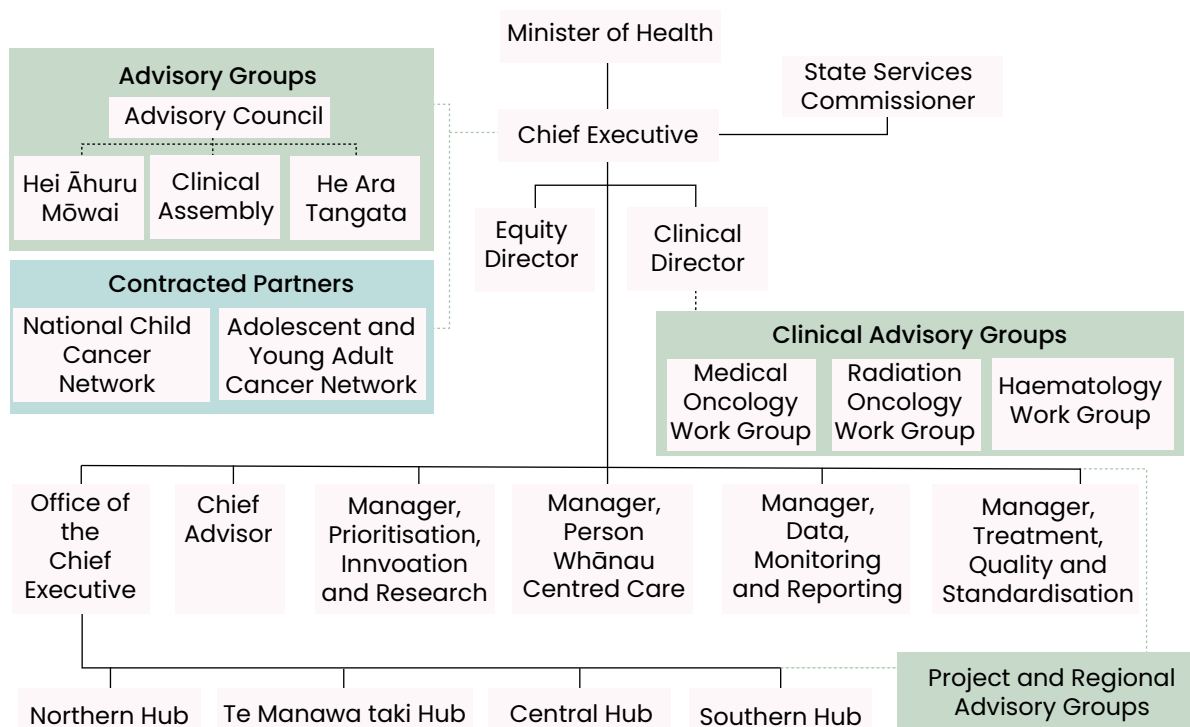 Minister of Health
State Services
Commissioner
Chief Executive
Advisory Groups
Advisory Council
Hei Āhuru
Mōwai
Clinical
Assembly
He Ara
Tangata
Contracted Partners
National Child
Cancer
Network
Adolescent and
Young Adult
Cancer Network
Equity
Director
Clinical
Director
Clinical Advisory Groups
Medical
Oncology
Work Group
Radiation
Oncology
Work Group
Haematology
Work Group
Office of
the
Chief
Executive
Chief
Advisor
Manager,
Prioritisation,
Innvoation
and Research
Manager,
Person
Whānau
Centred Care
Manager,
Data,
Monitoring
and Reporting
Manager,
Treatment,
Quality and
Standardisation
Northern Hub
Te Manawa taki Hub
Central Hub
Southern Hub
Project and Regional
Advisory Groups